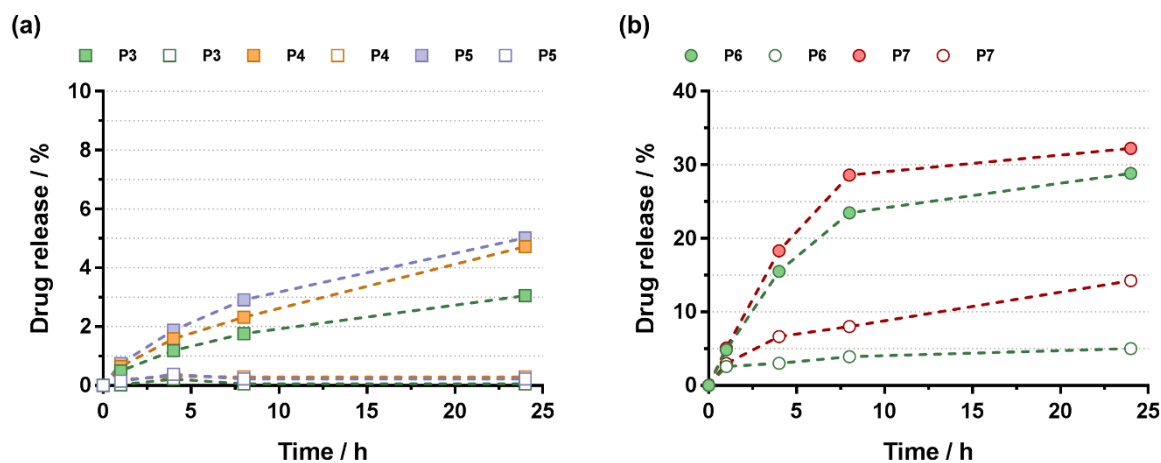 (a)
P3 P3 P4 P4 P5 P5
10
8
6
4
2
0
Drug release / %
0 5 10 15 20 25
Time / h
(b)
P6 P6 P7 P7
40
30
20
10
0
Drug release / %
0 5 10 15 20 25
Time / h